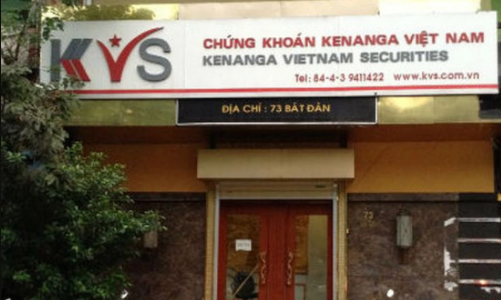 KVS
CHỨNG KHOÁN KENANGA VIỆT NAM
KENANGA VIETNAM SECURITIES
Tel: 84-4-3 9411422 www.kvs.com.vn
ĐỊA CHỈ : 73 BÁT ĐÀN
73